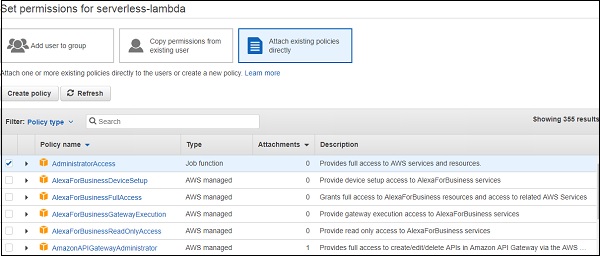 Set permissions for serverless-lambda
Add user to group
Copy permissions from
existing user
Attach existing policies
directly
Attach one or more existing policies directly to the users or create a new policy. Learn more
Create policy Refresh
Filter: Policy type Search Showing 355 results
Policy name Type Attachments Description
AdministratorAccess Job function 0 Provides full access to AWS services and resources.
AlexaForBusinessDeviceSetup AWS managed 0 Provide device setup access to AlexaForBusiness services
AlexaForBusinessFullAccess AWS managed 0 Grants full access to AlexaForBusiness resources and access to related AWS Services
AlexaForBusinessGatewayExecution AWS managed 0 Provide gateway execution access to AlexaForBusiness services
AlexaForBusinessReadOnlyAccess AWS managed 0 Provide read only access to AlexaForBusiness services
AmazonAPIGatewayAdministrator AWS managed 1 Provides full access to create/edit/delete APIs in Amazon API Gateway via the AWS …